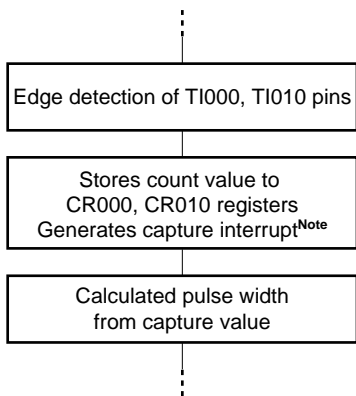 Edge detection of TI000, TI010 pins
Stores count value to
CR000, CR010 registers
Generates capture interruptNote
Calculated pulse width
from capture value